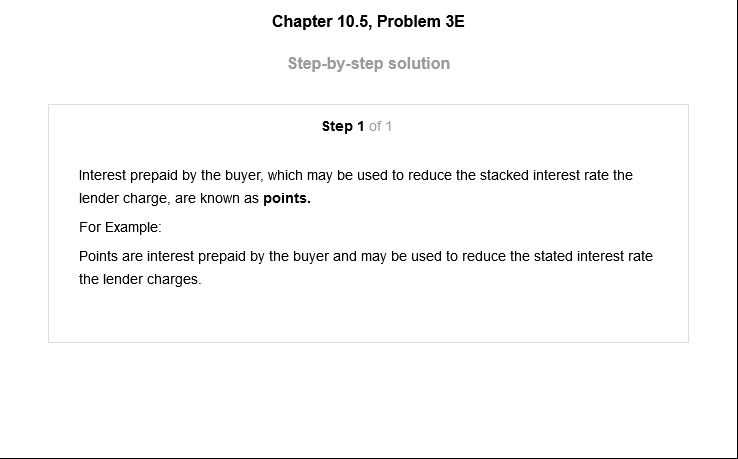 Chapter 10.5, Problem 3E
Step-by-step solution
Step 1 of 1
Interest prepaid by the buyer, which may be used to reduce the stacked interest rate the
lender charge, are known as points.
For Example:
Points are interest prepaid by the buyer and may be used to reduce the stated interest rate
the lender charges.